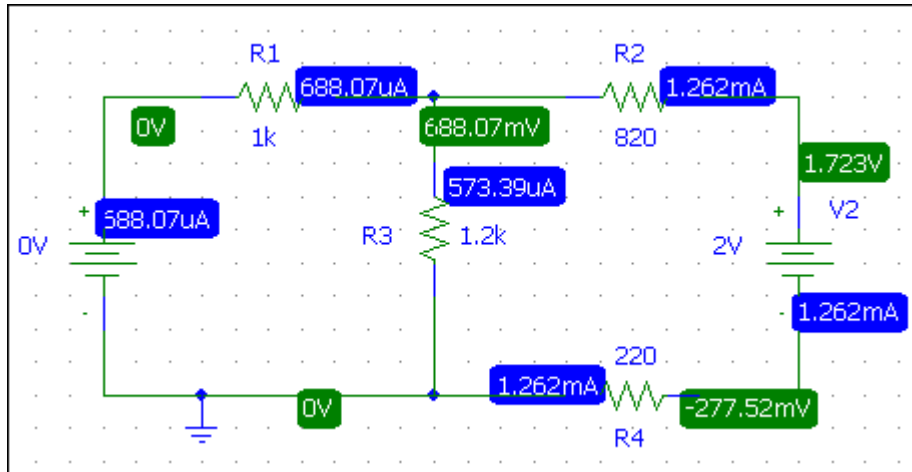 R1
R2
688.07uA
1.262mA
0V
688.07mV
1k
820
573.39uA
1.723V
+
688.07uA
R3
1.2k
+
V2
0V
2V
-
-
1.262mA
220
1.262mA
0V
-277.52mV
R4